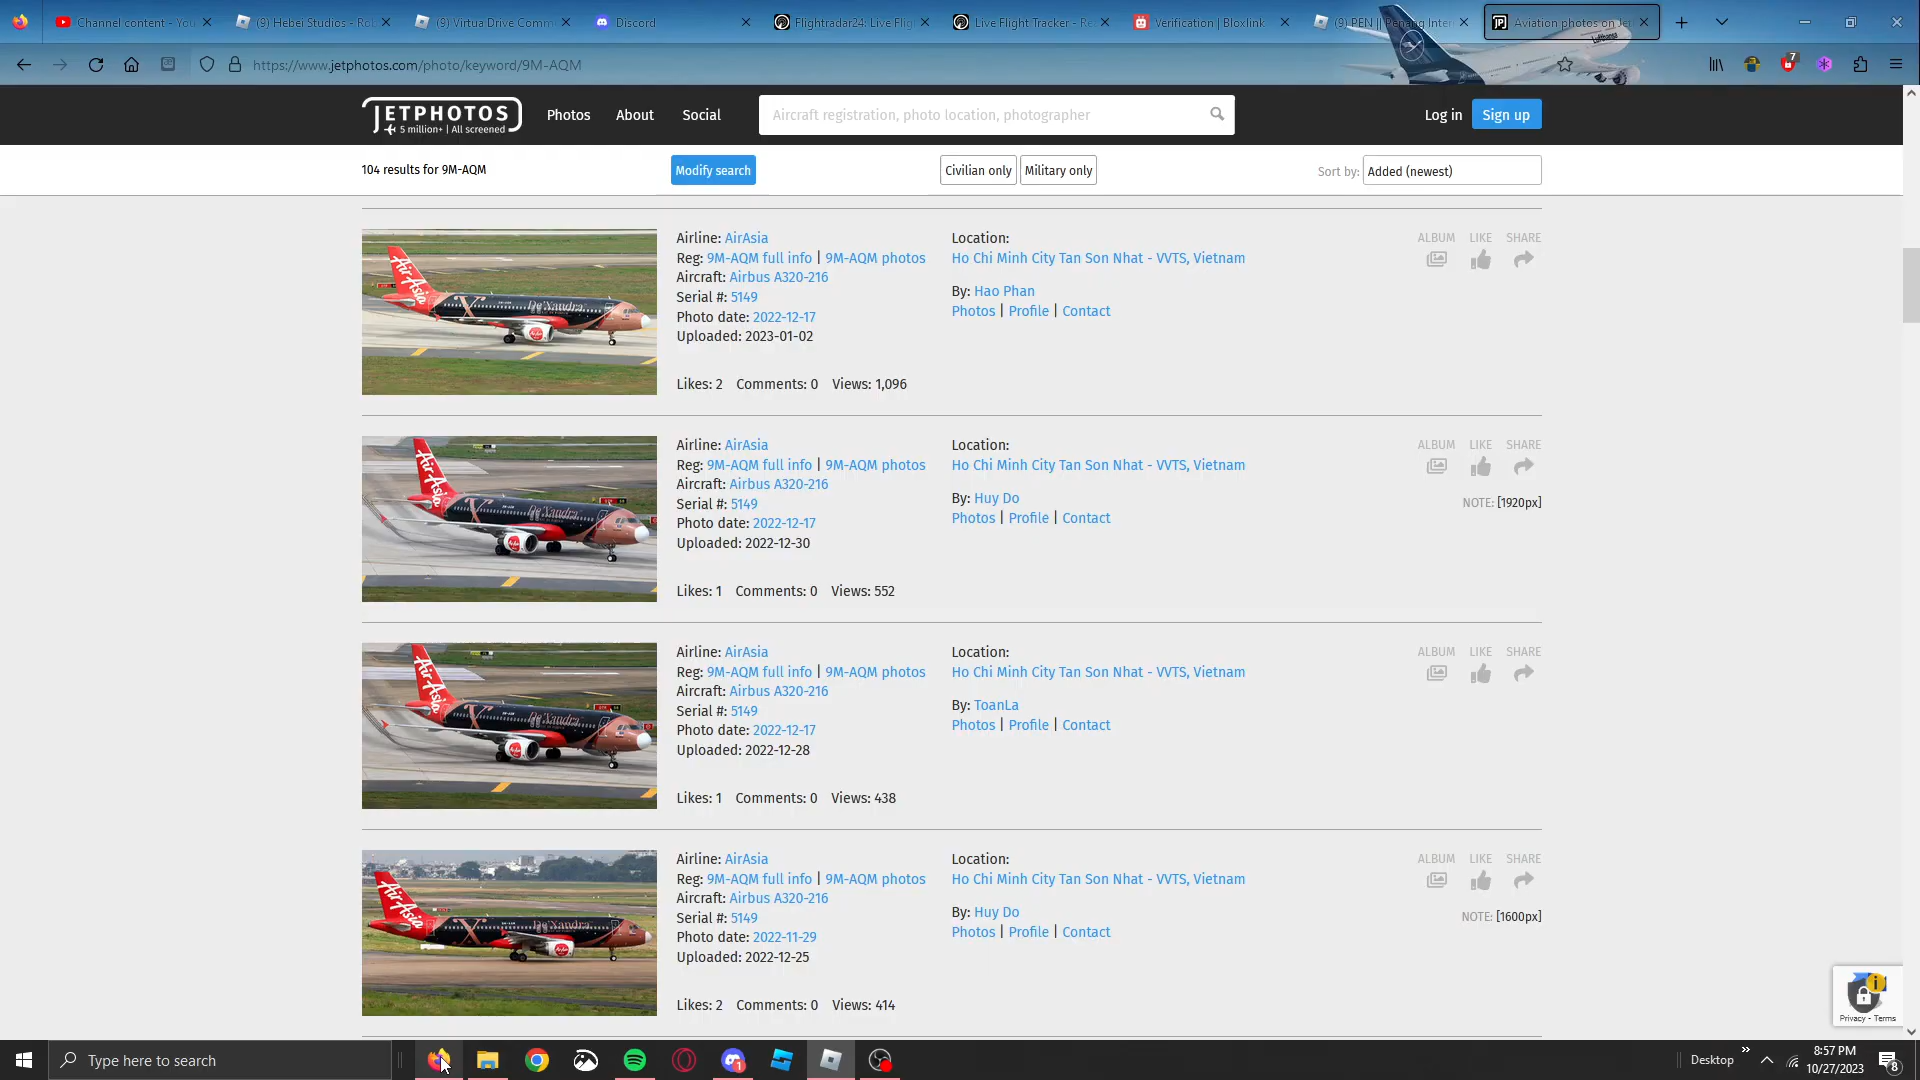 Channel content - You
(9) Hebei Studios - Rob
(9) Virtua Drive Comm
Discord
Flightradar24: Live Flig
Live Flight Tracker - Re
Verification | Bloxlink
(9) PEN || Penang Inter
Aviation photos on Jet
https://www.jetphotos.com/photo/keyword/9M-AQM
7
JETPHOTOS
5 million+ | All screened
Photos
About
Social
Aircraft registration, photo location, photographer
Log in
Sign up
104 results for 9M-AQM
Modify search
Civilian only
Military only
Sort by:
Added (newest)
Airline: AirAsia
Reg: 9M-AQM full info | 9M-AQM photos
Aircraft: Airbus A320-216
Serial #: 5149
Photo date: 2022-12-17
Uploaded: 2023-01-02
Likes: 2 Comments: 0 Views: 1,096
Location:
Ho Chi Minh City Tan Son Nhat - VVTS, Vietnam
By: Hao Phan
Photos | Profile | Contact
ALBUM LIKE SHARE
Airline: AirAsia
Reg: 9M-AQM full info | 9M-AQM photos
Aircraft: Airbus A320-216
Serial #: 5149
Photo date: 2022-12-17
Uploaded: 2022-12-30
Likes: 1 Comments: 0 Views: 552
Location:
Ho Chi Minh City Tan Son Nhat - VVTS, Vietnam
By: Huy Do
Photos | Profile | Contact
ALBUM LIKE SHARE
NOTE: [1920px]
Airline: AirAsia
Reg: 9M-AQM full info | 9M-AQM photos
Aircraft: Airbus A320-216
Serial #: 5149
Photo date: 2022-12-17
Uploaded: 2022-12-28
Likes: 1 Comments: 0 Views: 438
Location:
Ho Chi Minh City Tan Son Nhat - VVTS, Vietnam
By: ToanLa
Photos | Profile | Contact
ALBUM LIKE SHARE
Airline: AirAsia
Reg: 9M-AQM full info | 9M-AQM photos
Aircraft: Airbus A320-216
Serial #: 5149
Photo date: 2022-11-29
Uploaded: 2022-12-25
Likes: 2 Comments: 0 Views: 414
Location:
Ho Chi Minh City Tan Son Nhat - VVTS, Vietnam
By: Huy Do
Photos | Profile | Contact
ALBUM LIKE SHARE
NOTE: [1600px]
Privacy - Terms
Type here to search
Desktop
8:57 PM
10/27/2023
8